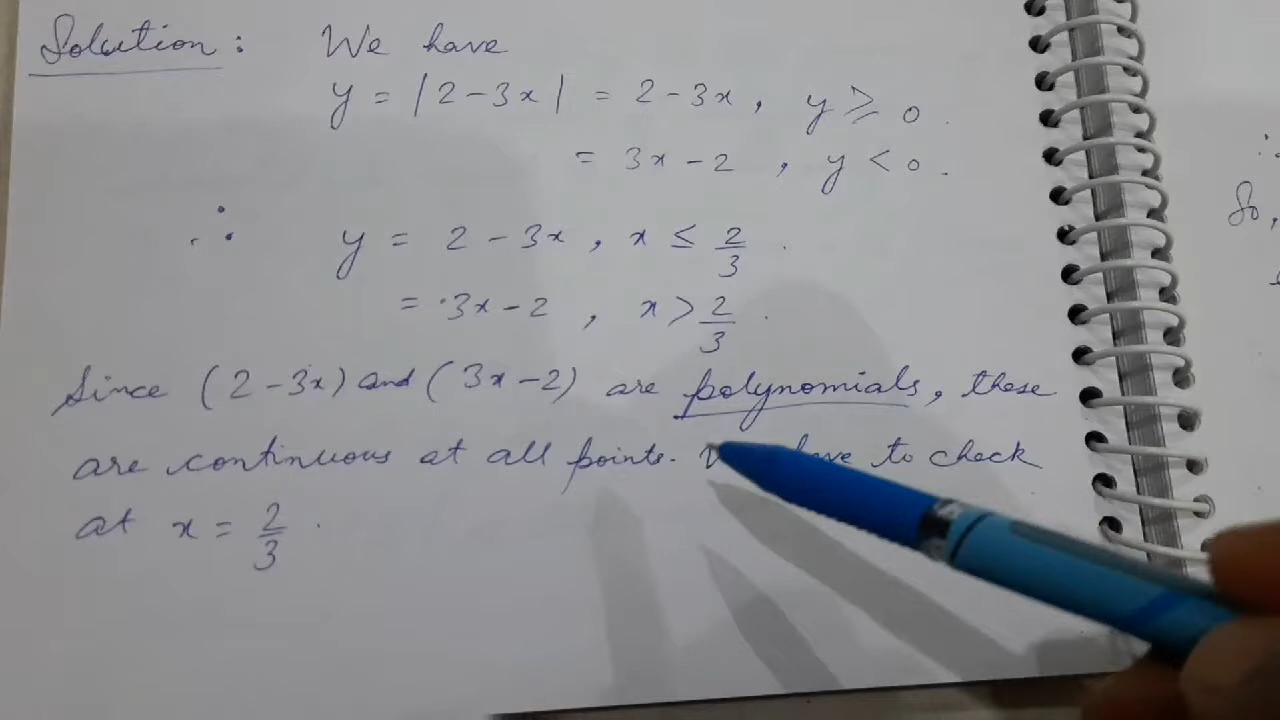 Solution : We have
y = |2-3x| = 2-3x, y ≥ 0.
= 3x-2, y < 0.
∴ y = 2-3x, x ≤ 2/3.
= 3x-2, x > 2/3.
Since (2-3x) and (3x-2) are polynomials, these
are continuous at all points. have to check
at x = 2/3.
So,